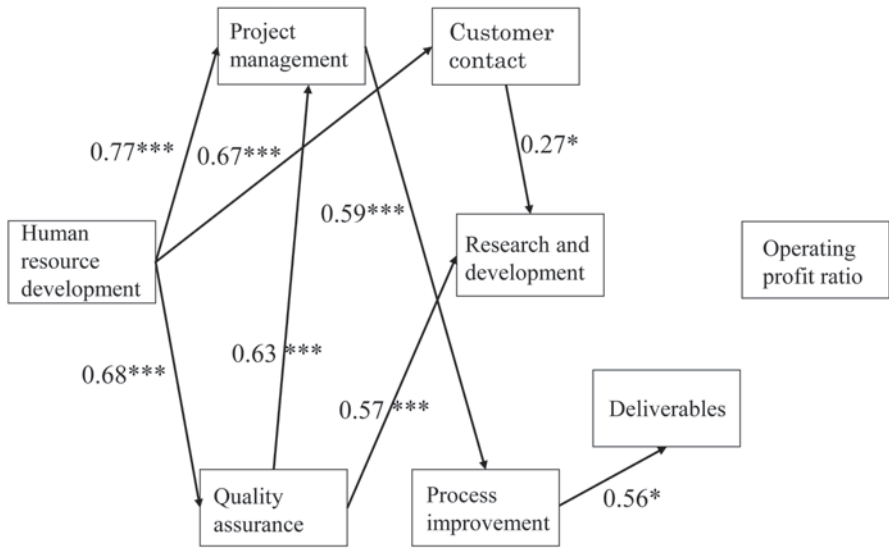 Project
management
Customer
contact
0.77***
0.67***
0.27*
0.59***
Human
resource
development
Research and
development
Operating
profit ratio
0.68***
0.63 ***
0.57 ***
Deliverables
Quality
assurance
Process
improvement
0.56*